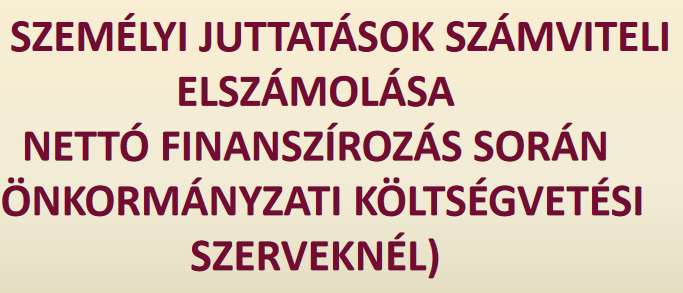 SZEMÉLYI JUTTATÁSOK SZÁMVITELI
ELSZÁMOLÁSA
NETTÓ FINANSZÍROZÁS SORÁN
ÖNKORMÁNYZATI KÖLTSÉGVETÉSI
SZERVEKNÉL)